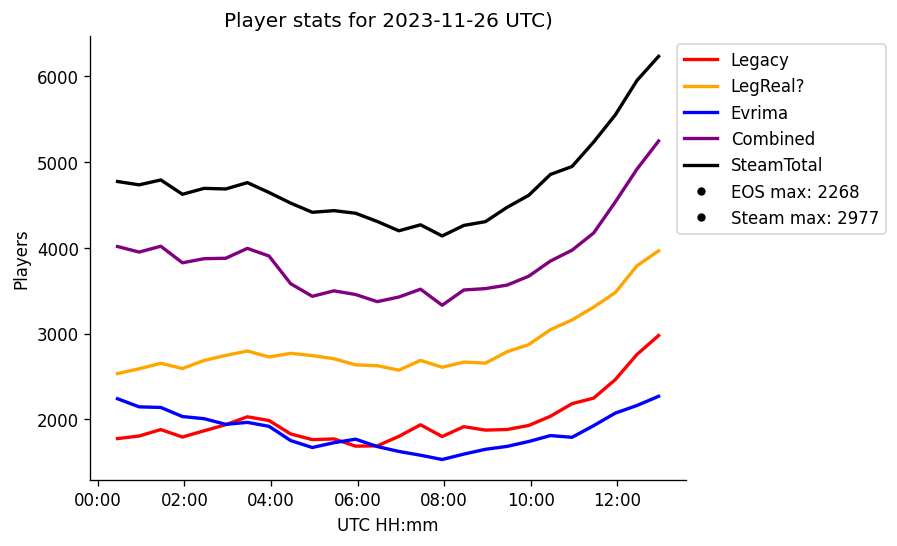 Player stats for 2023-11-26 UTC)
Legacy
LegReal?
Evrima
Combined
SteamTotal
EOS max: 2268
Steam max: 2977
Players
6000
5000
4000
3000
2000
00:00 02:00 04:00 06:00 08:00 10:00 12:00
UTC HH:mm